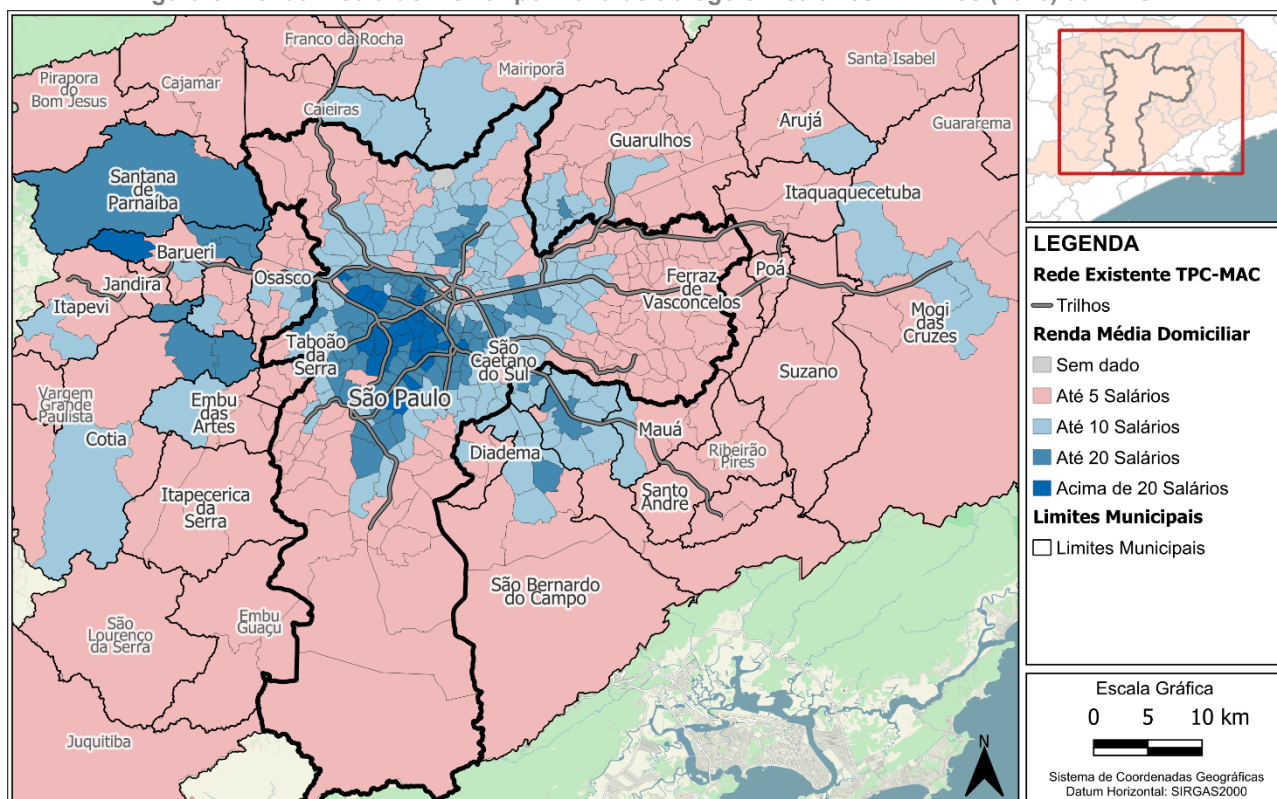 Franco da Rocha
Pirapora
do
Bom Jesus
Cajamar
Mairiporã
Santa Isabel
Caieiras
Guarulhos
Arujá
Guararema
Santana
de
Parnaíba
Itaquaquecetuba
Barueri
Jandira
Osasco
Itapevi
Ferraz
de
Vasconcelos
Poá
Mogi
das
Cruzes
Taboão
da
Serra
São
Caetano
do Sul
São Paulo
Suzano
Vargem
Grande
Paulista
Cotia
Embu
das
Artes
Diadema
Mauá
Ribeirão
Pires
Itapecerica
da
Serra
Santo
Andre
São Bernardo
do Campo
São
Lourenço
da Serra
Embu
Guaçu
Juquitiba
N
LEGENDA
Rede Existente TPC-MAC
Trilhos
Renda Média Domiciliar
Sem dado
Até 5 Salários
Até 10 Salários
Até 20 Salários
Acima de 20 Salários
Limites Municipais
Limites Municipais
Escala Gráfica
0 5 10 km
Sistema de Coordenadas Geográficas
Datum Horizontal: SIRGAS2000